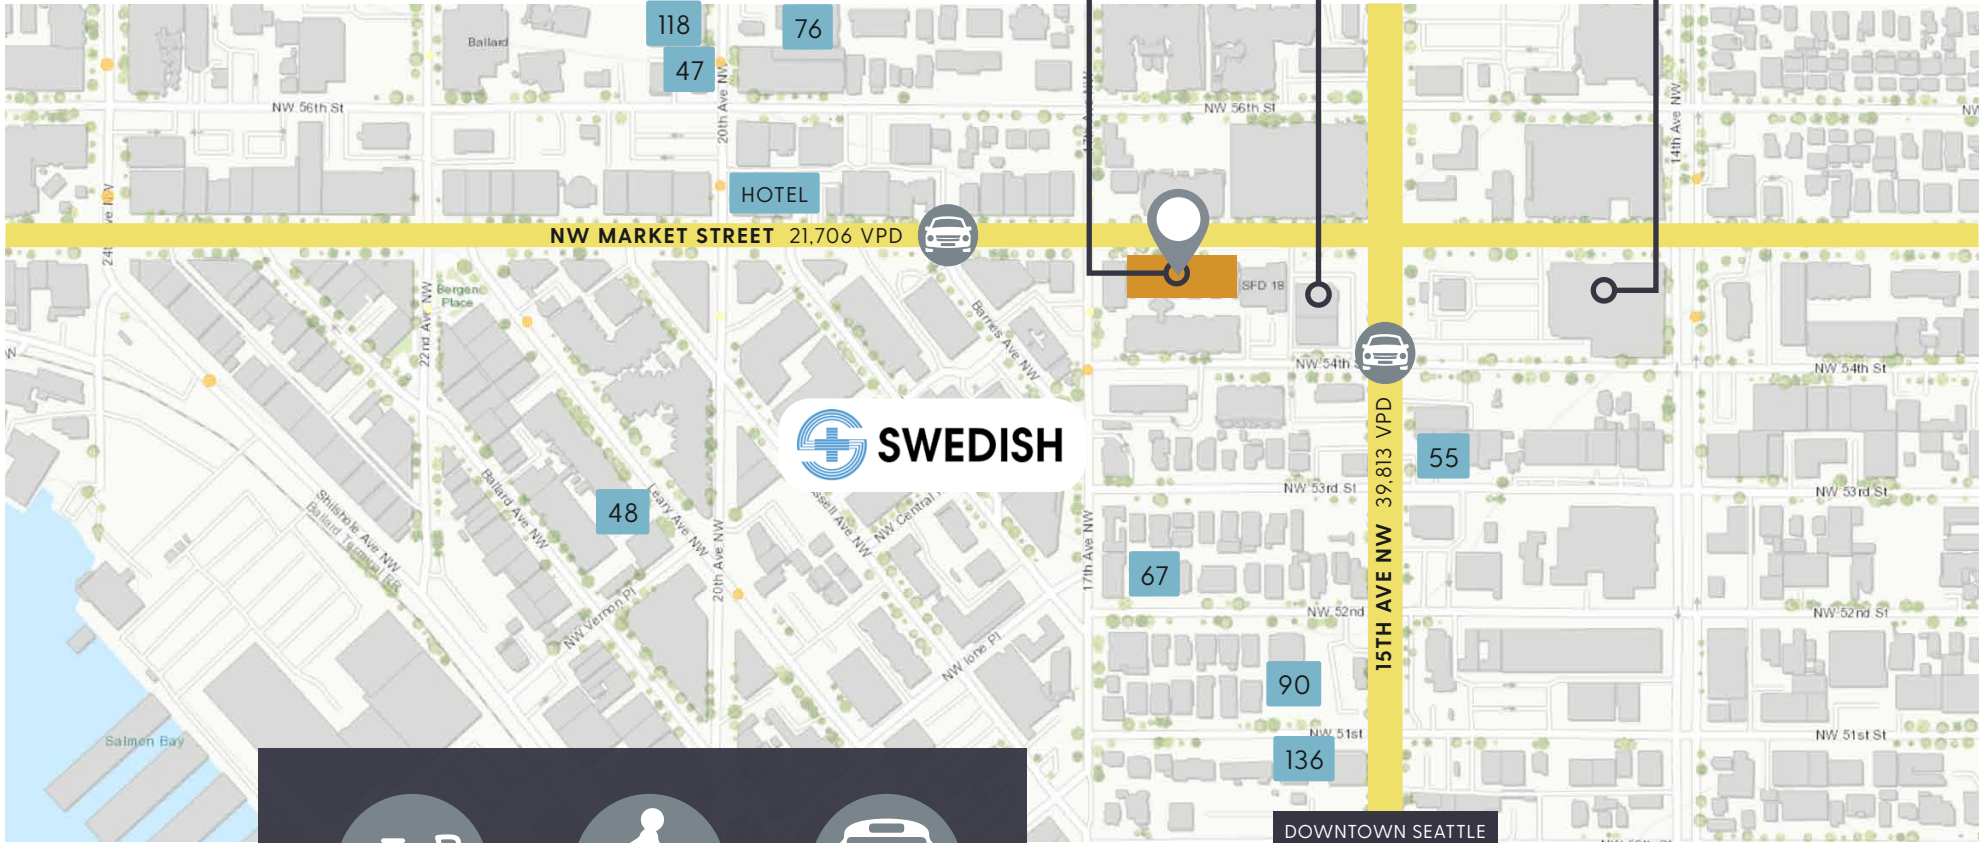 118
76
Ballard
47
NW 56th St
NW 56th St
20th Ave NW
14th Ave NW
HOTEL
NW MARKET STREET 21,706 VPD
Bergen
Place
22nd Ave NW
SFD 18
Barnes Ave NW
NW 54th
NW 54th St
SWEDISH
15TH AVE NW 39,813 VPD
55
NW 53rd St
NW 53rd St
Shilshole Ave NW
Ballard Terminal RR
Ballard Ave NW
48
Leary Ave NW
20th Ave NW
NW Central
17th Ave NW
67
NW Vernon Pl
NW Ione Pl
NW 52nd
NW 52nd St
90
NW 51st
NW 51st St
Salmon Bay
136
DOWNTOWN SEATTLE